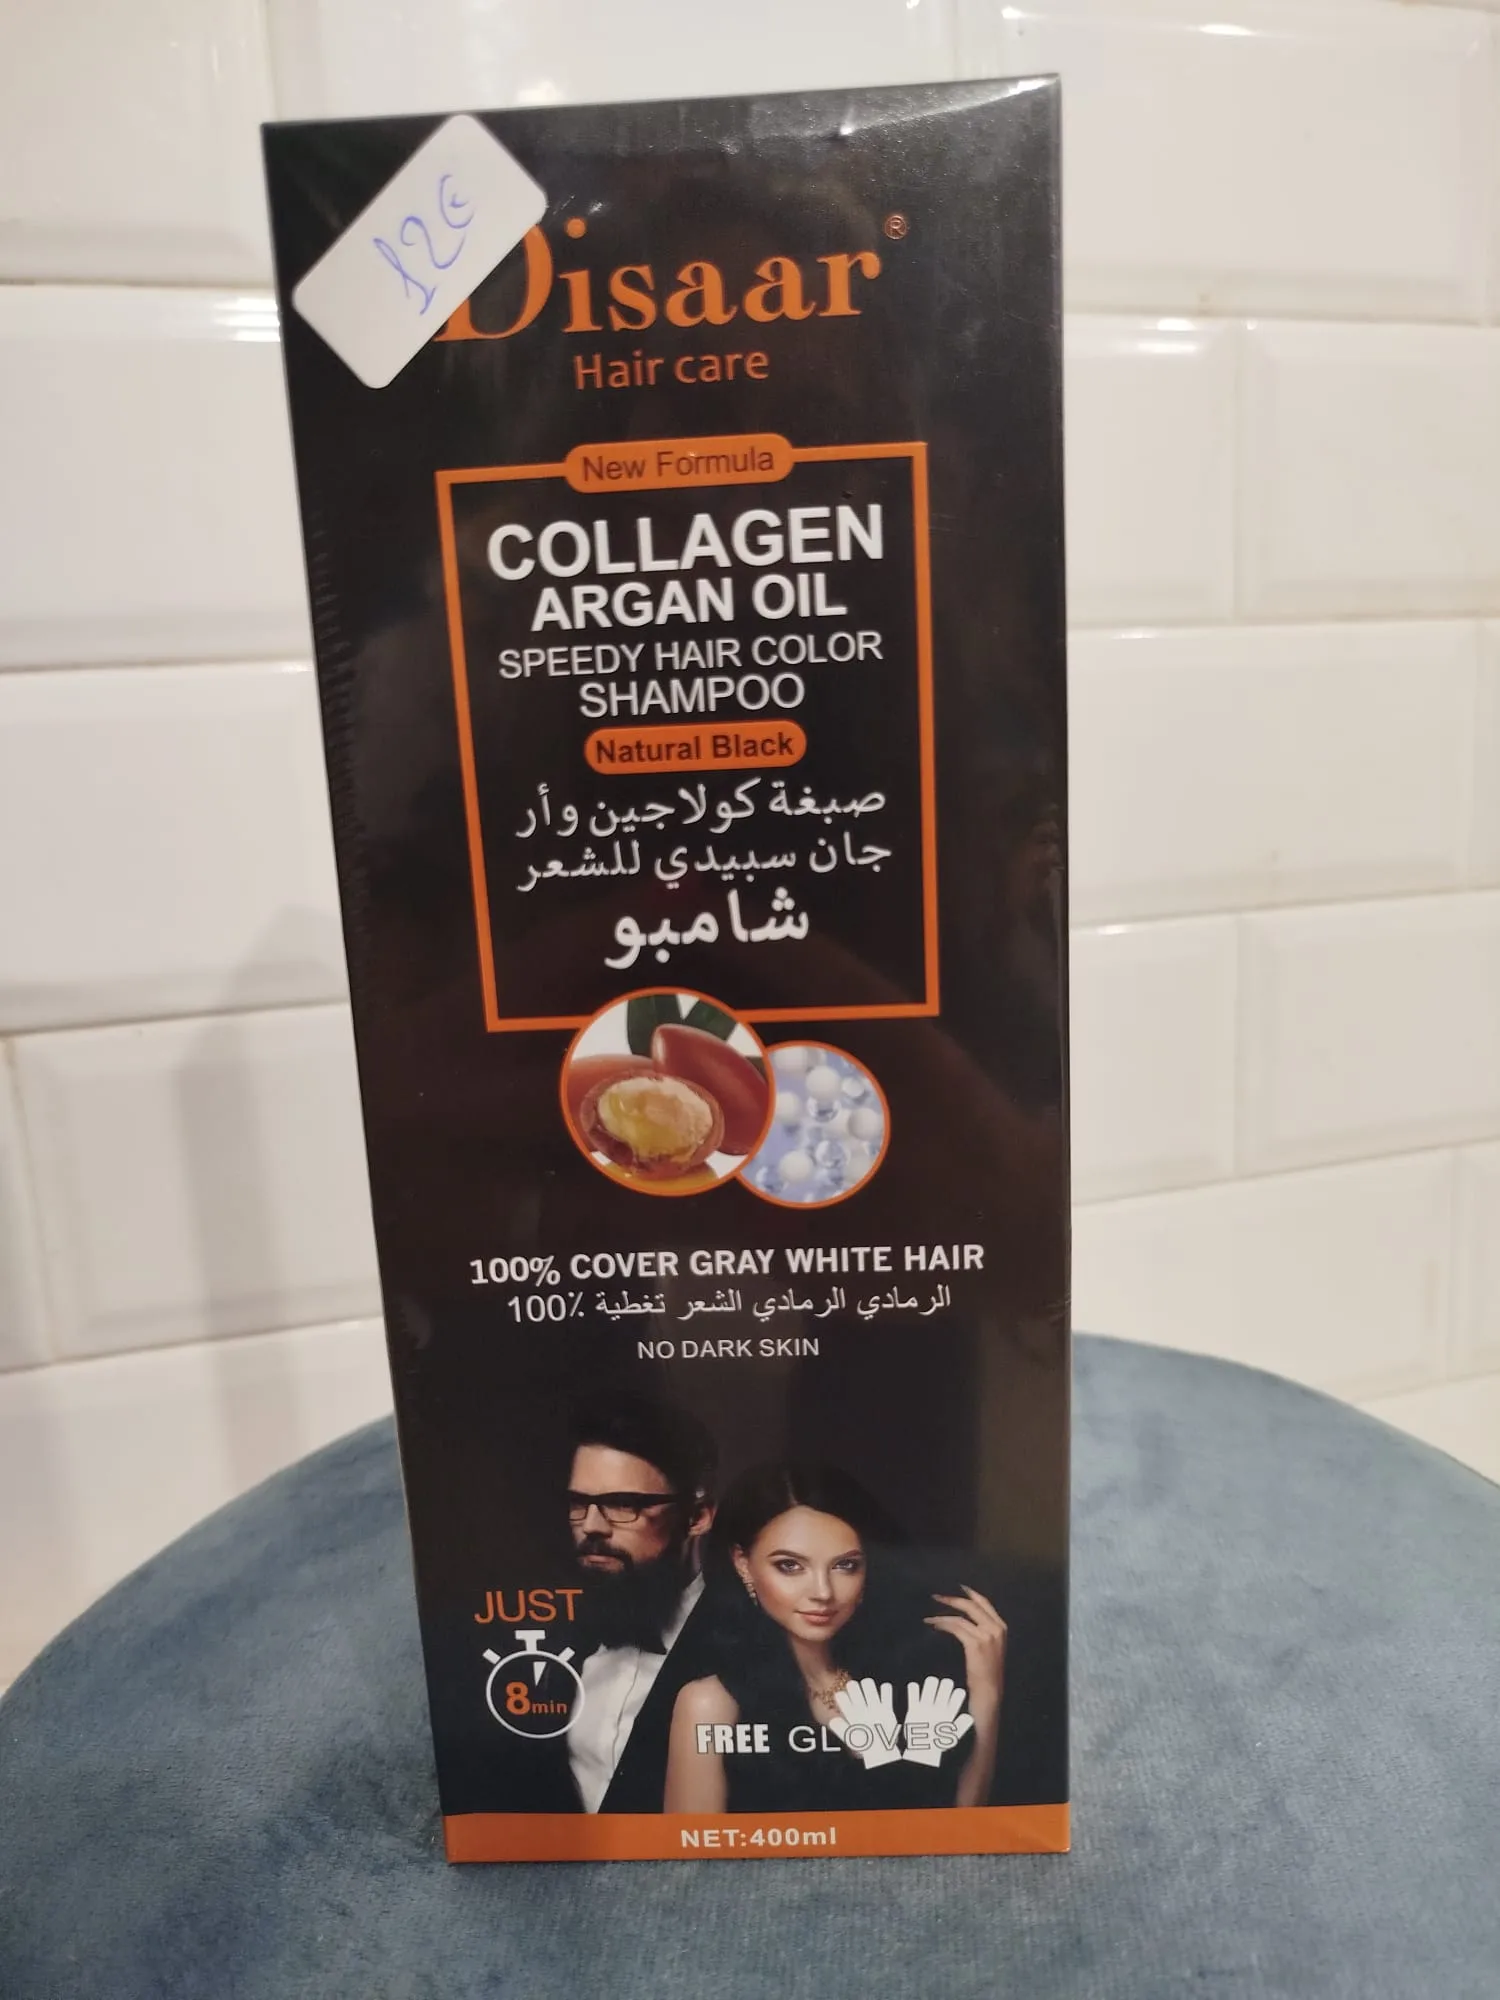 12€
Disaar®
Hair care
New Formula
COLLAGEN
ARGAN OIL
SPEEDY HAIR COLOR
SHAMPOO
Natural Black
صبغة كولاجين وأر
جان سبيدي للشعر
شامبو
100% COVER GRAY WHITE HAIR
الرمادي الرمادي الشعر تغطية 100٪
NO DARK SKIN
JUST
8min
FREE GLOVES
NET:400ml